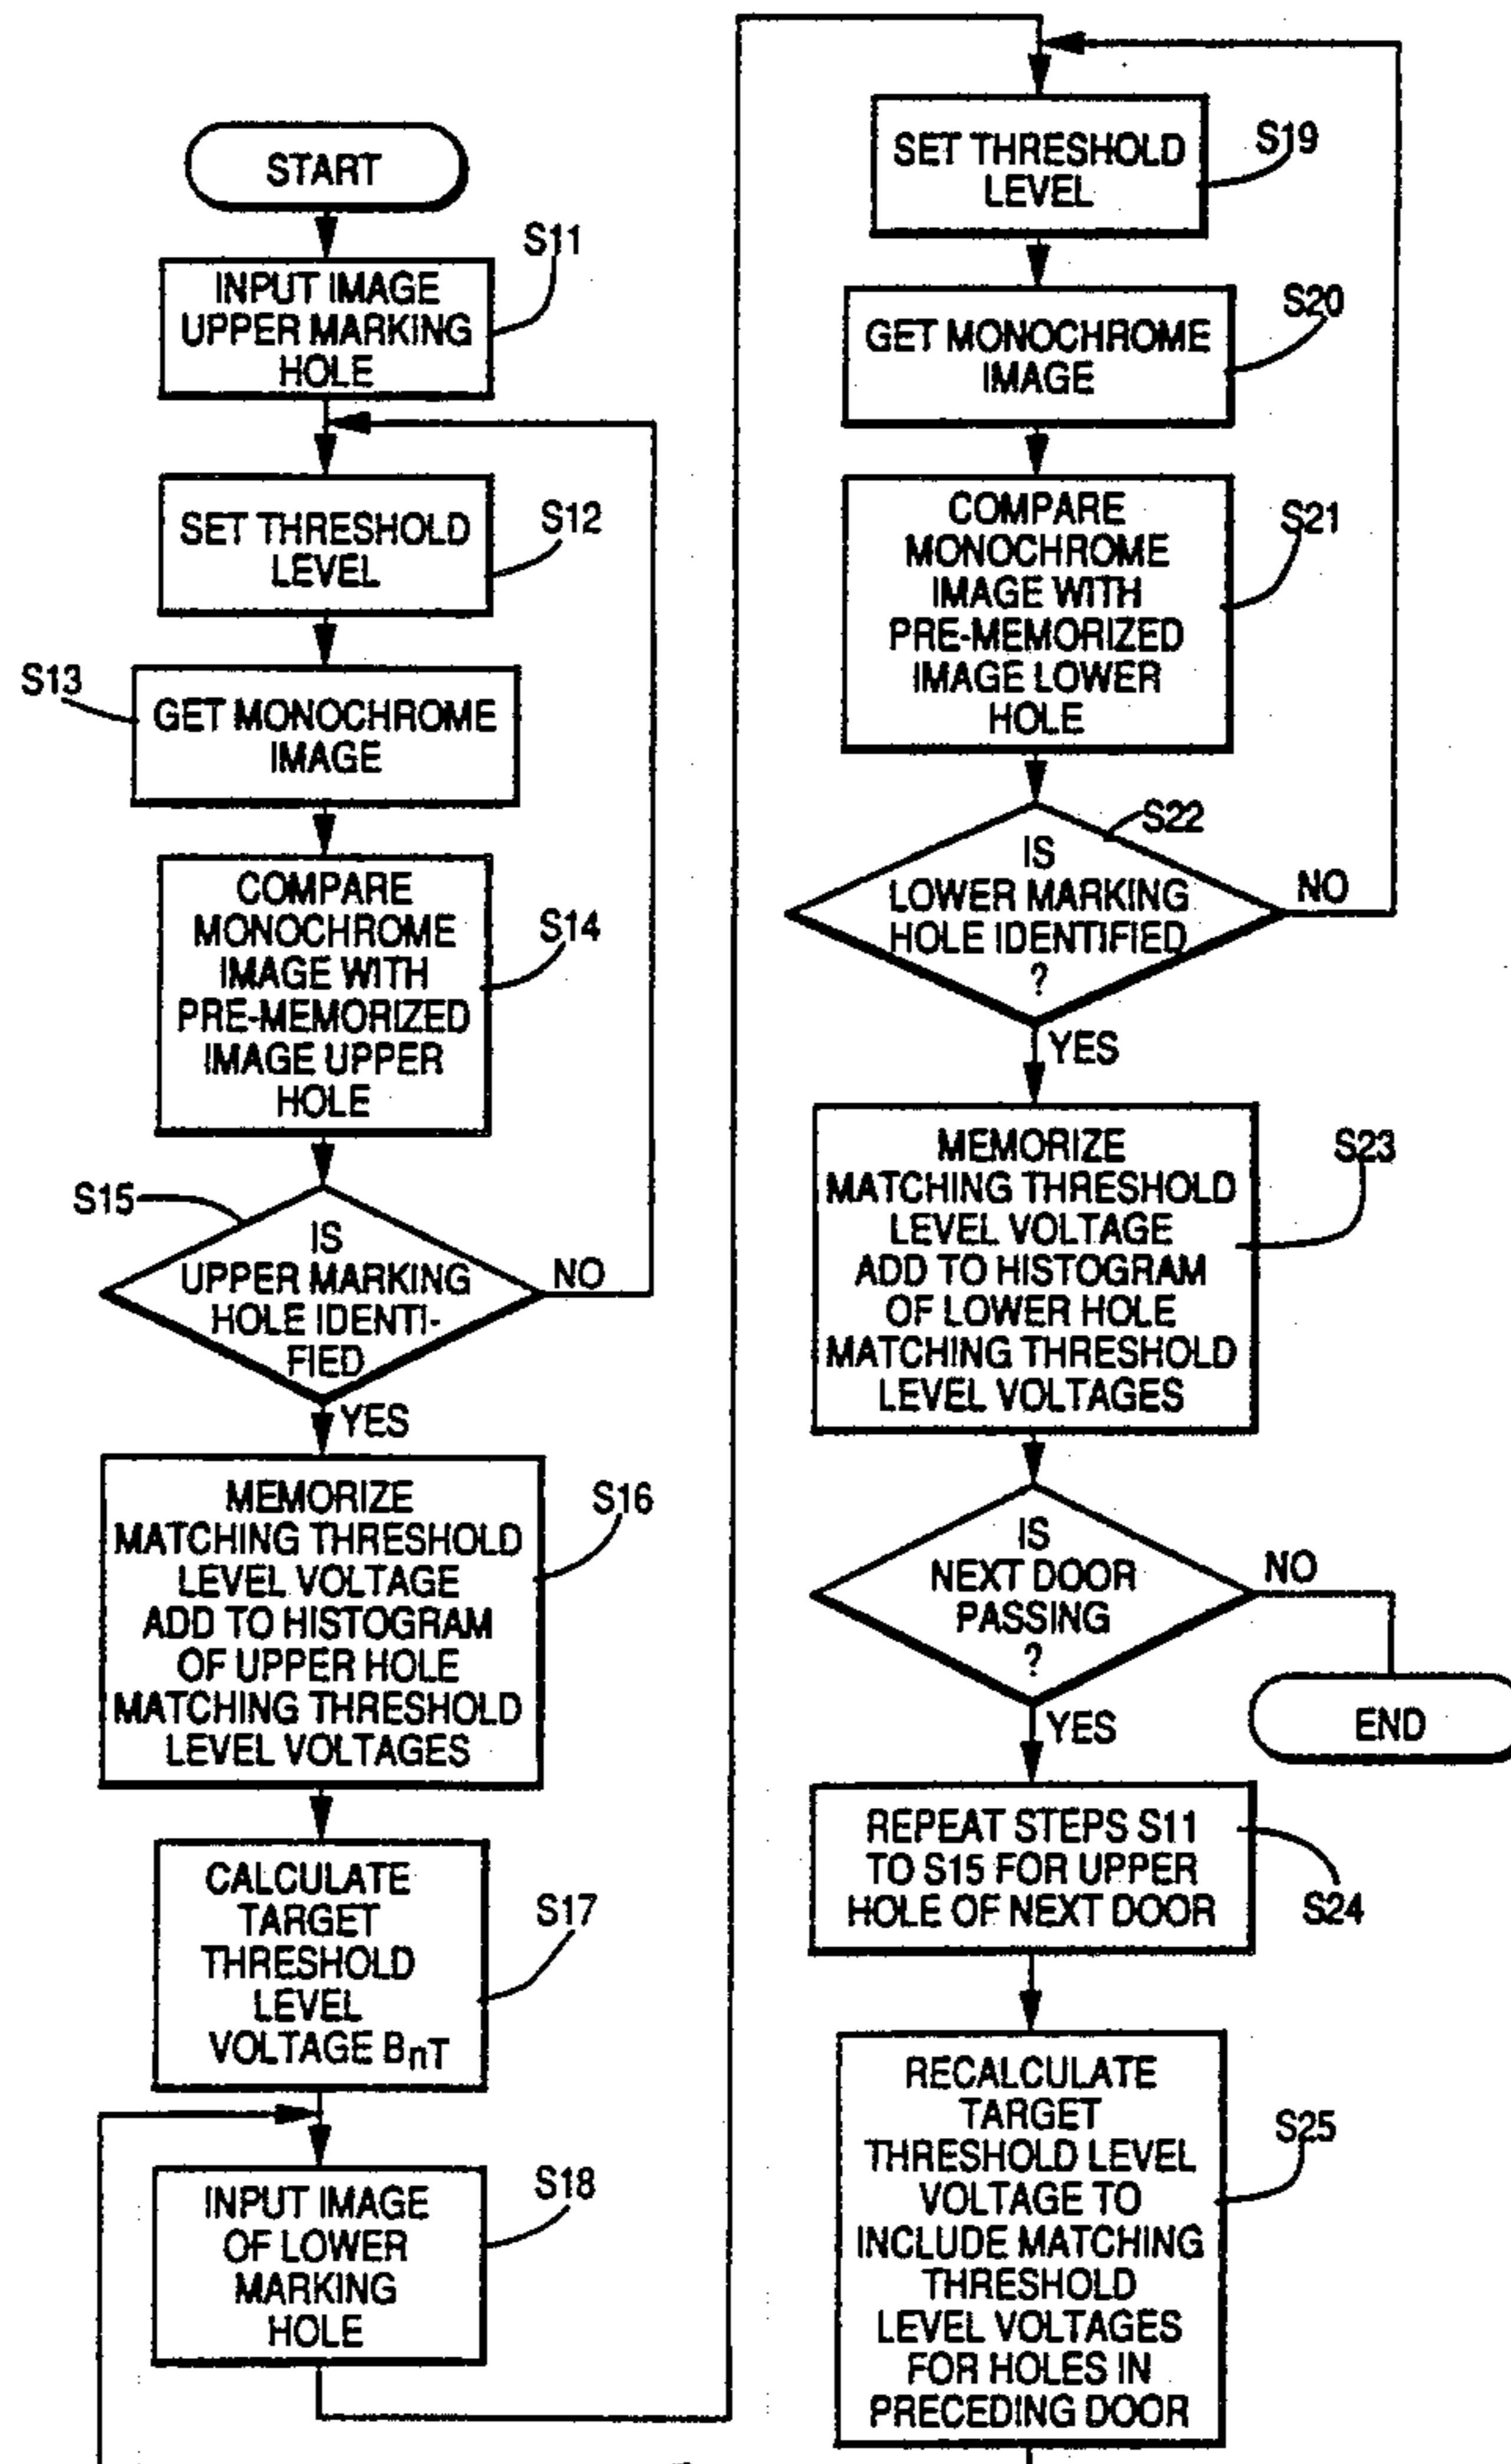 START
S11
INPUT IMAGE
UPPER MARKING
HOLE
S12
SET THRESHOLD
LEVEL
S13
GET MONOCHROME
IMAGE
S14
COMPARE
MONOCHROME
IMAGE WITH
PRE-MEMORIZED
IMAGE UPPER
HOLE
S15
IS
UPPER MARKING
HOLE IDENTI-
FIED
NO
YES
S16
MEMORIZE
MATCHING THRESHOLD
LEVEL VOLTAGE
ADD TO HISTOGRAM
OF UPPER HOLE
MATCHING THRESHOLD
LEVEL VOLTAGES
S17
CALCULATE
TARGET
THRESHOLD
LEVEL
VOLTAGE BnT
S18
INPUT IMAGE
OF LOWER
MARKING
HOLE
S19
SET THRESHOLD
LEVEL
S20
GET MONOCHROME
IMAGE
S21
COMPARE
MONOCHROME
IMAGE WITH
PRE-MEMORIZED
IMAGE LOWER
HOLE
S22
IS
LOWER MARKING
HOLE IDENTIFIED
?
NO
YES
S23
MEMORIZE
MATCHING THRESHOLD
LEVEL VOLTAGE
ADD TO HISTOGRAM
OF LOWER HOLE
MATCHING THRESHOLD
LEVEL VOLTAGES
IS
NEXT DOOR
PASSING
?
NO
END
YES
REPEAT STEPS S11
TO S15 FOR UPPER
HOLE OF NEXT DOOR
S24
RECALCULATE
TARGET
THRESHOLD LEVEL
VOLTAGE TO
INCLUDE MATCHING
THRESHOLD
LEVEL VOLTAGES
FOR HOLES IN
PRECEDING DOOR
S25